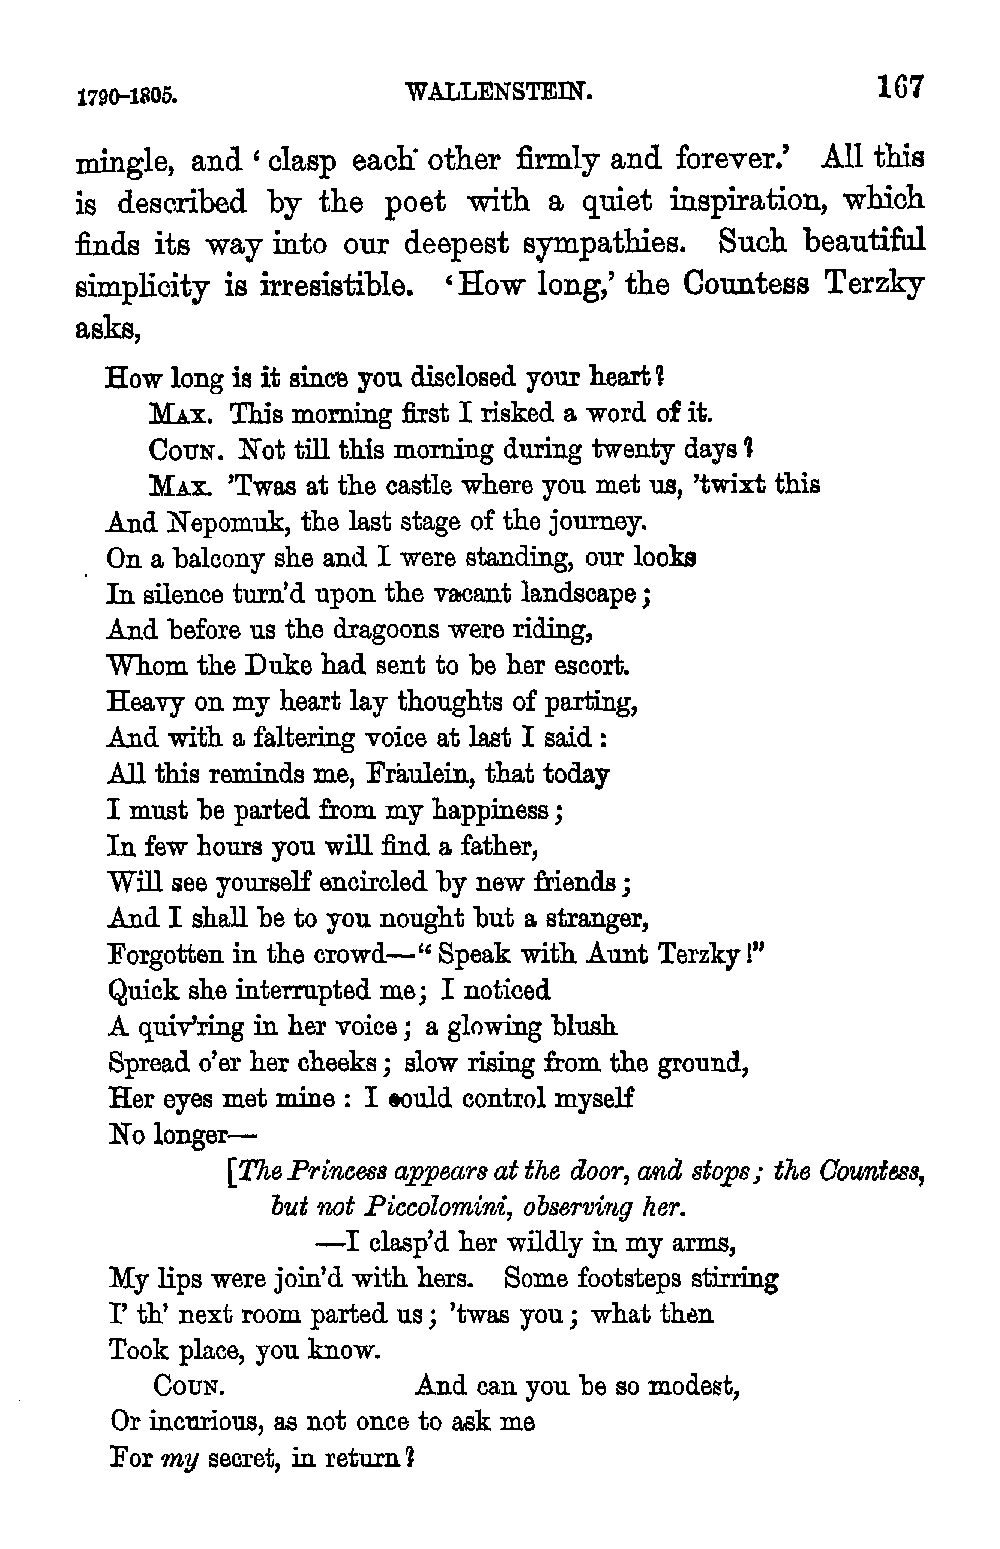 1790–1805. WALLENSTEIN. 167
mingle, and ‘ clasp each other firmly and forever.’ All this
is described by the poet with a quiet inspiration, which
finds its way into our deepest sympathies. Such beautiful
simplicity is irresistible. ‘ How long,’ the Countess Terzky
asks,
How long is it since you disclosed your heart?
MAX. This morning first I risked a word of it.
COUN. Not till this morning during twenty days?
MAX. ’Twas at the castle where you met us, ’twixt this
And Nepomuk, the last stage of the journey.
On a balcony she and I were standing, our looks
In silence turn’d upon the vacant landscape ;
And before us the dragoons were riding,
Whom the Duke had sent to be her escort.
Heavy on my heart lay thoughts of parting,
And with a faltering voice at last I said :
All this reminds me, Fräulein, that today
I must be parted from my happiness ;
In few hours you will find a father,
Will see yourself encircled by new friends ;
And I shall be to you nought but a stranger,
Forgotten in the crowd—“ Speak with Aunt Terzky !”
Quick she interrupted me ; I noticed
A quiv’ring in her voice ; a glowing blush
Spread o’er her cheeks ; slow rising from the ground,
Her eyes met mine : I could control myself
No longer—
[The Princess appears at the door, and stops ; the Countess,
but not Piccolomini, observing her.
—I clasp’d her wildly in my arms,
My lips were join’d with hers. Some footsteps stirring
I’ th’ next room parted us ; ’twas you ; what then
Took place, you know.
COUN. And can you be so modest,
Or incurious, as not once to ask me
For my secret, in return?